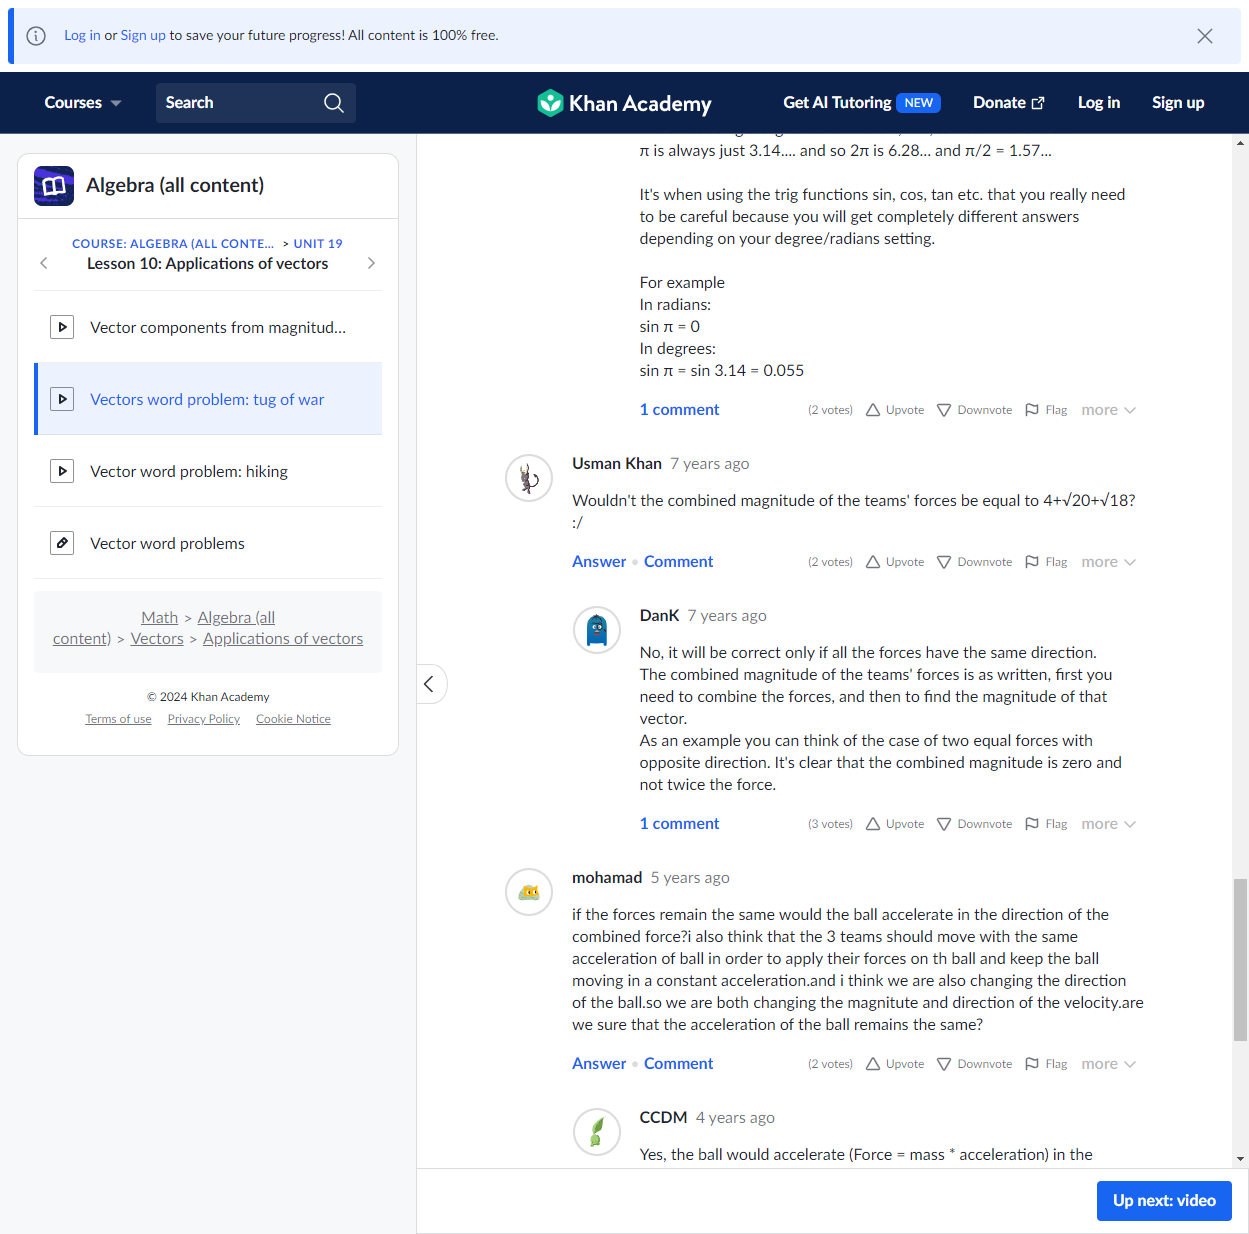 Log in or Sign up to save your future progress! All content is 100% free.
Courses
Search
Khan Academy
Get AI Tutoring NEW
Donate
Log in
Sign up
Algebra (all content)
COURSE: ALGEBRA (ALL CONTE... > UNIT 19
Lesson 10: Applications of vectors
Vector components from magnitud...
Vectors word problem: tug of war
Vector word problem: hiking
Vector word problems
Math > Algebra (all
content) > Vectors > Applications of vectors
© 2024 Khan Academy
Terms of use Privacy Policy Cookie Notice
π is always just 3.14.... and so 2π is 6.28... and π/2 = 1.57...
It's when using the trig functions sin, cos, tan etc. that you really need
to be careful because you will get completely different answers
depending on your degree/radians setting.
For example
In radians:
sin π = 0
In degrees:
sin π = sin 3.14 = 0.055
1 comment (2 votes) Upvote Downvote Flag more
Usman Khan 7 years ago
Wouldn't the combined magnitude of the teams' forces be equal to 4+√20+√18?
:/
Answer • Comment (2 votes) Upvote Downvote Flag more
DanK 7 years ago
No, it will be correct only if all the forces have the same direction.
The combined magnitude of the teams' forces is as written, first you
need to combine the forces, and then to find the magnitude of that
vector.
As an example you can think of the case of two equal forces with
opposite direction. It's clear that the combined magnitude is zero and
not twice the force.
1 comment (3 votes) Upvote Downvote Flag more
mohamad 5 years ago
if the forces remain the same would the ball accelerate in the direction of the
combined force?i also think that the 3 teams should move with the same
acceleration of ball in order to apply their forces on th ball and keep the ball
moving in a constant acceleration.and i think we are also changing the direction
of the ball.so we are both changing the magnitute and direction of the velocity.are
we sure that the acceleration of the ball remains the same?
Answer • Comment (2 votes) Upvote Downvote Flag more
CCDM 4 years ago
Yes, the ball would accelerate (Force = mass * acceleration) in the
Up next: video